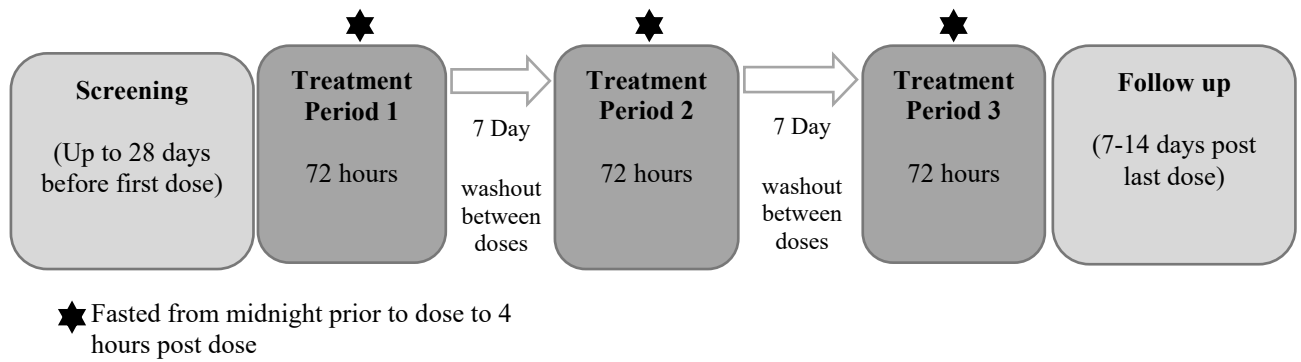 Screening
(Up to 28 days
before first dose)
Treatment
Period 1
72 hours
7 Day
washout
between
doses
Treatment
Period 2
72 hours
7 Day
washout
between
doses
Treatment
Period 3
72 hours
Follow up
(7-14 days post
last dose)
Fasted from midnight prior to dose to 4
hours post dose